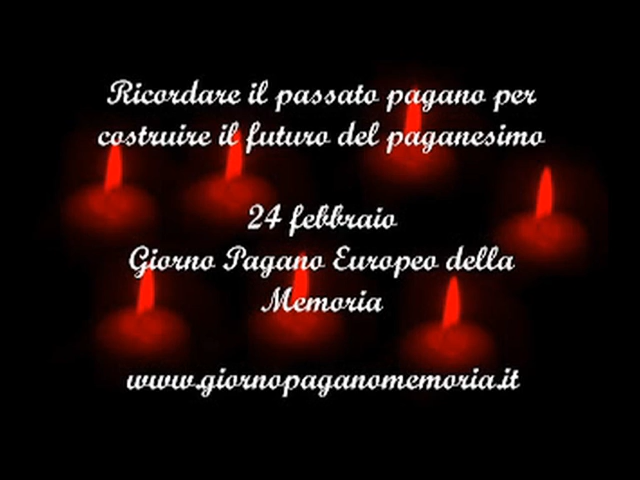 Ricordare il passato pagano per
costruire il futuro del paganesimo
24 febbraio
Giorno Pagano Europeo della
Memoria
www.giornopaganomemoria.it